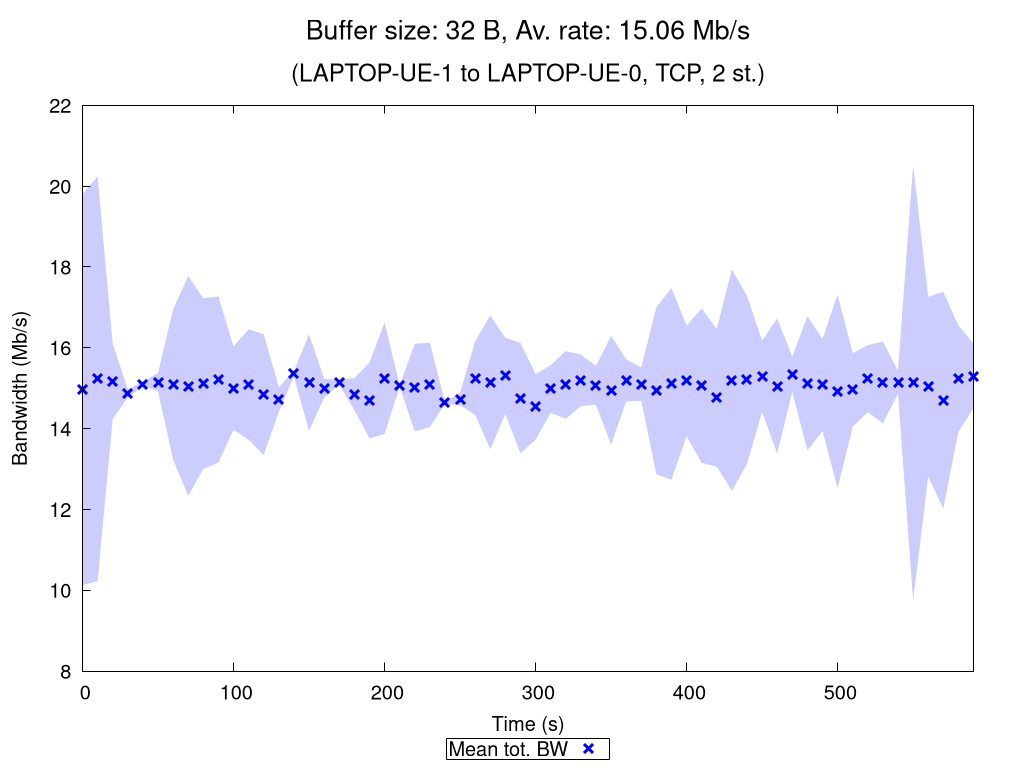 Buffer size: 32 B, Av. rate: 15.06 Mb/s
(LAPTOP-UE-1 to LAPTOP-UE-0, TCP, 2 st.)
22
20
18
16
14
12
10
8
Bandwidth (Mb/s)
0 100 200 300 400 500
Time (s)
Mean tot. BW